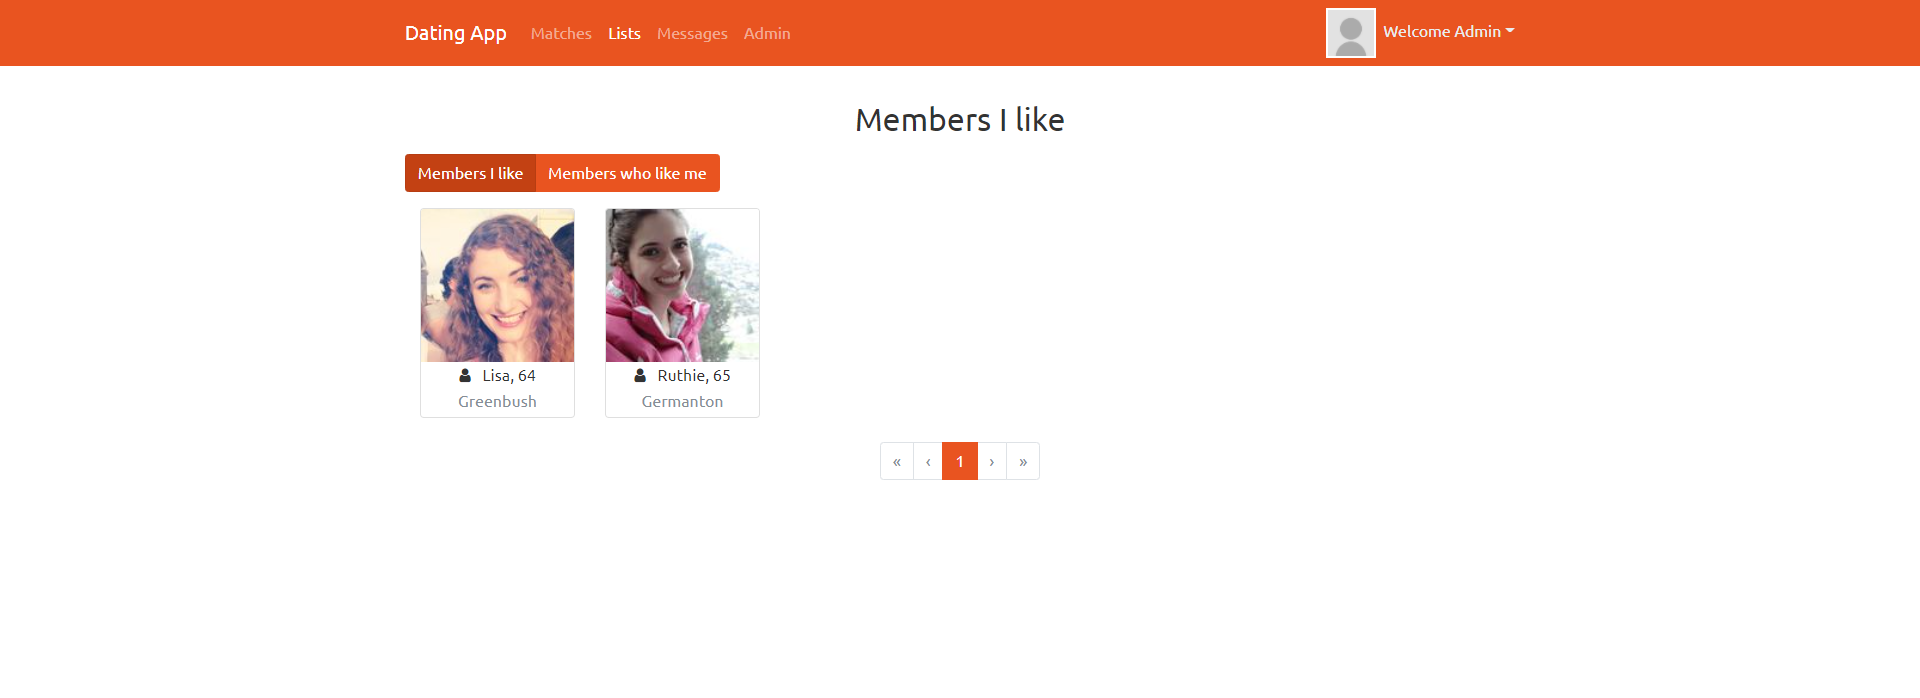 Dating App Matches Lists Messages Admin Welcome Admin
Members I like
Members I like Members who like me
Lisa, 64 Ruthie, 65
Greenbush Germanton
« ‹ 1 › »